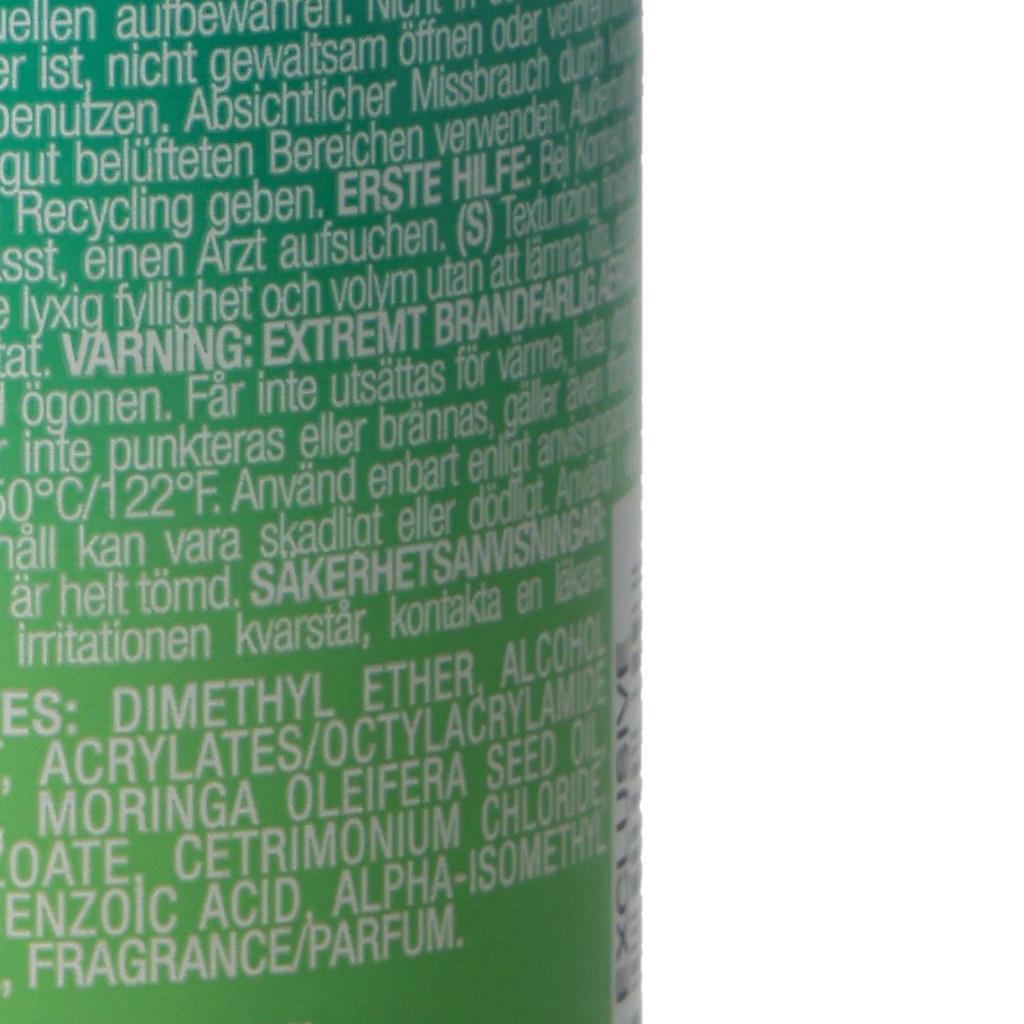 uellen aufbewahren. Nicht in
er ist, nicht gewaltsam öffnen oder
benutzen. Absichtlicher Missbrauch durch
gut belüfteten Bereichen verwenden.
Recycling geben. ERSTE HILFE: Bei
sst, einen Arzt aufsuchen. (S) Texturizing
e lyxig fyllighet och volym utan att lämna
tat. VARNING: EXTREMT BRANDFARLIG
ögonen. Får inte utsättas för värme, heta
r inte punkteras eller brännas, gäller även
50°C/122°F. Använd enbart enligt
håll kan vara skadligt eller dödligt. Använd
är helt tömd. SÄKERHETSANVISNINGAR:
irritationen kvarstår, kontakta en läkare.
ES: DIMETHYL ETHER, ALCOHOL
, ACRYLATES/OCTYLACRYLAMIDE
, MORINGA OLEIFERA SEED OIL,
ZOATE, CETRIMONIUM CHLORIDE,
ENZOIC ACID, ALPHA-ISOMETHYL
, FRAGRANCE/PARFUM.